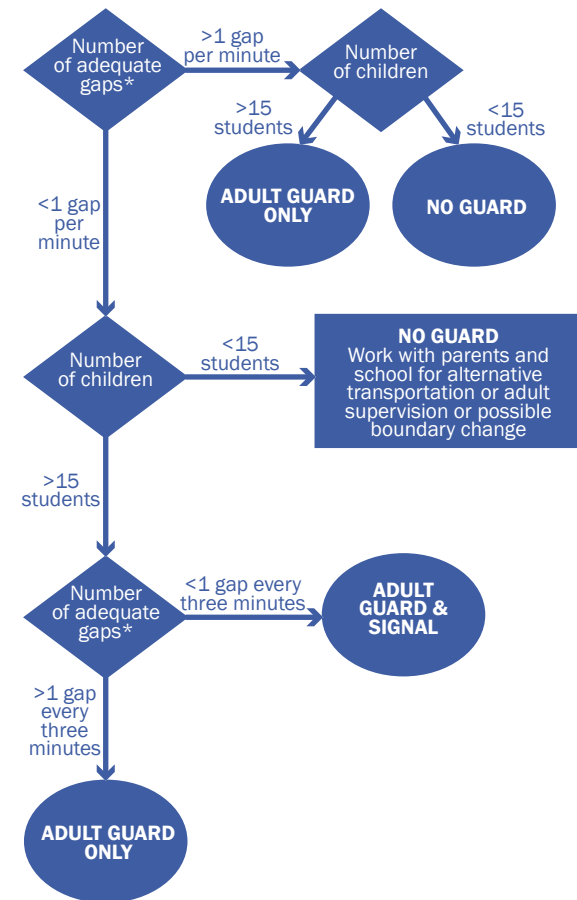 Number
of adequate
gaps*
>1 gap
per minute
Number
of children
>15
students
<15
students
ADULT GUARD
ONLY
NO GUARD
<1 gap
per
minute
Number
of children
<15
students
NO GUARD
Work with parents and
school for alternative
transportation or adult
supervision or possible
boundary change
>15
students
Number
of adequate
gaps*
<1 gap every
three minutes
ADULT
GUARD &
SIGNAL
>1 gap
every
three
minutes
ADULT GUARD
ONLY